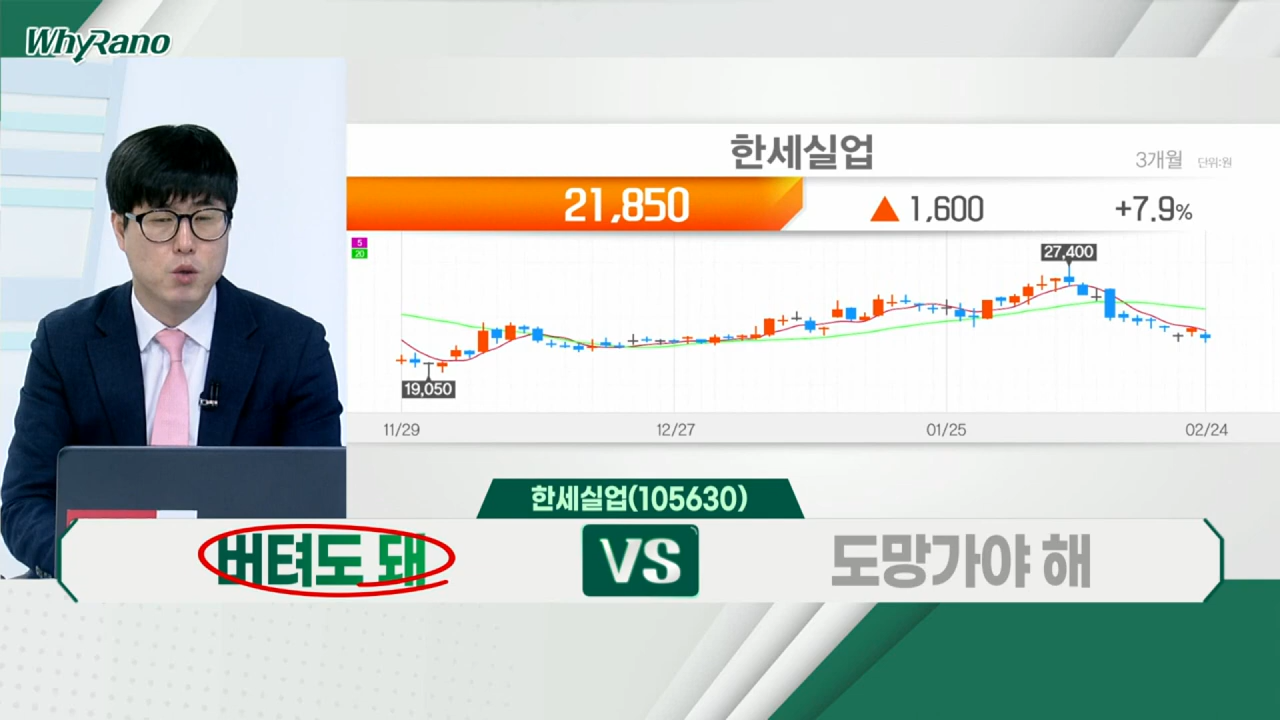 WhyRano
한세실업
3개월 단위:원
21,850 ▲ 1,600 +7.9%
5
20
27,400
19,050
11/29 12/27 01/25 02/24
한세실업(105630)
버텨도 돼 VS 도망가야 해